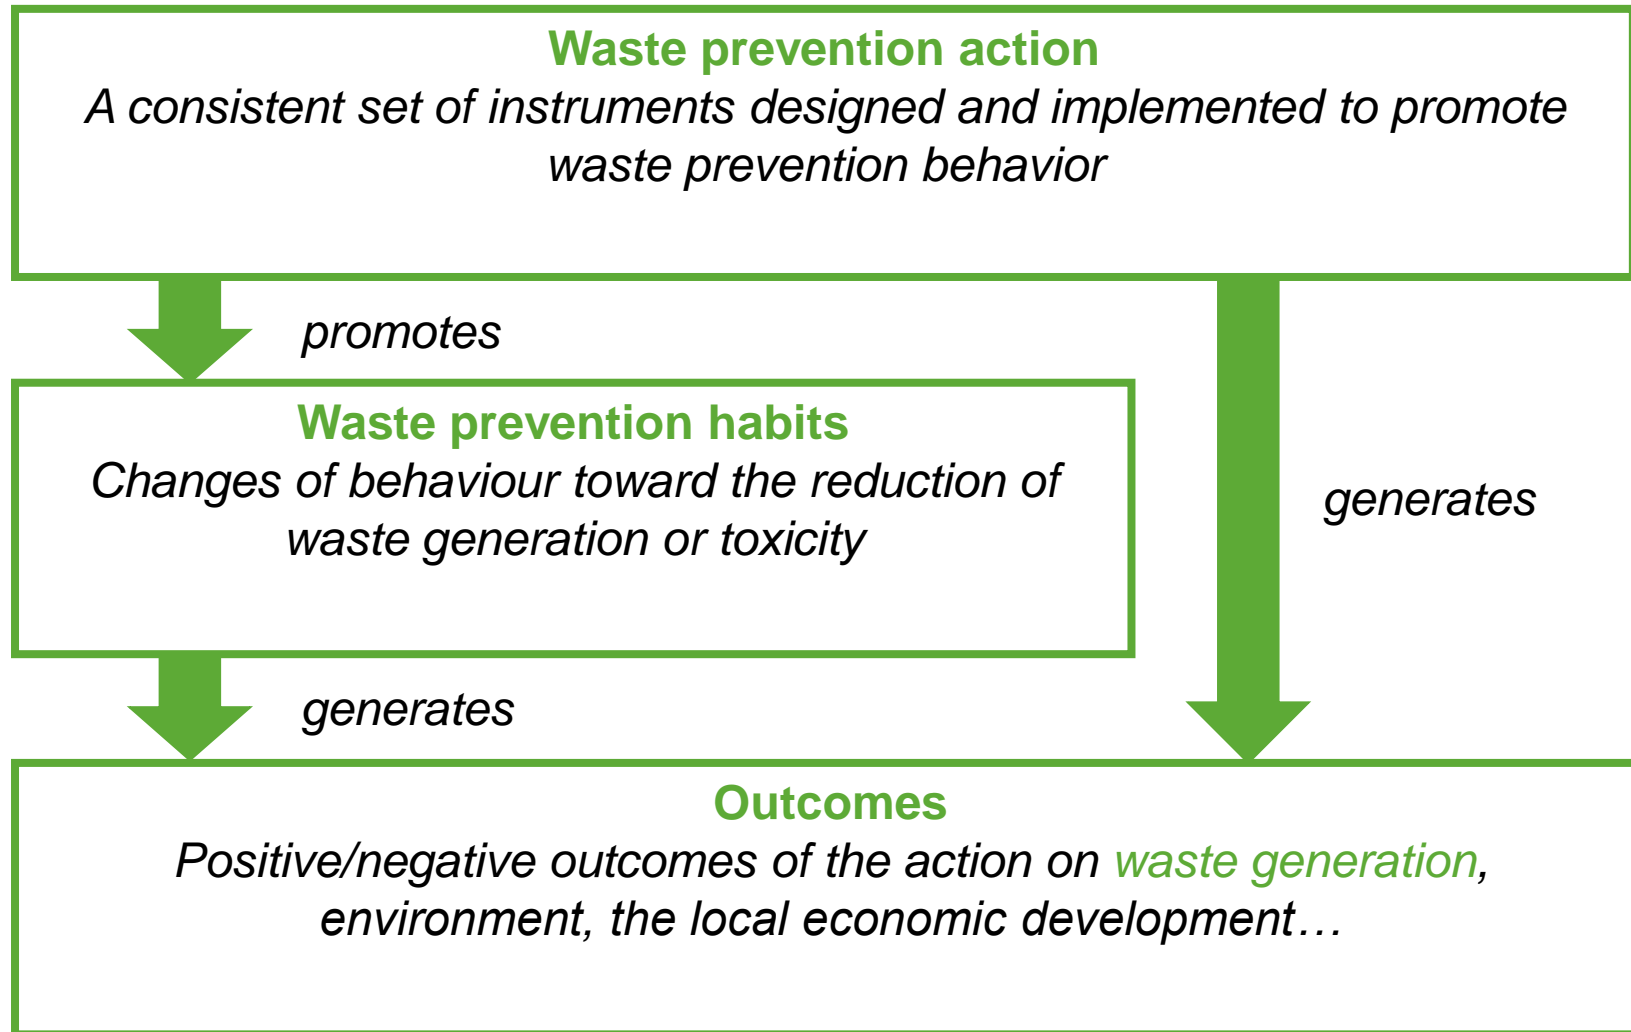 Waste prevention action
A consistent set of instruments designed and implemented to promote
waste prevention behavior
promotes
Waste prevention habits
Changes of behaviour toward the reduction of
waste generation or toxicity
generates
generates
Outcomes
Positive/negative outcomes of the action on waste generation,
environment, the local economic development…